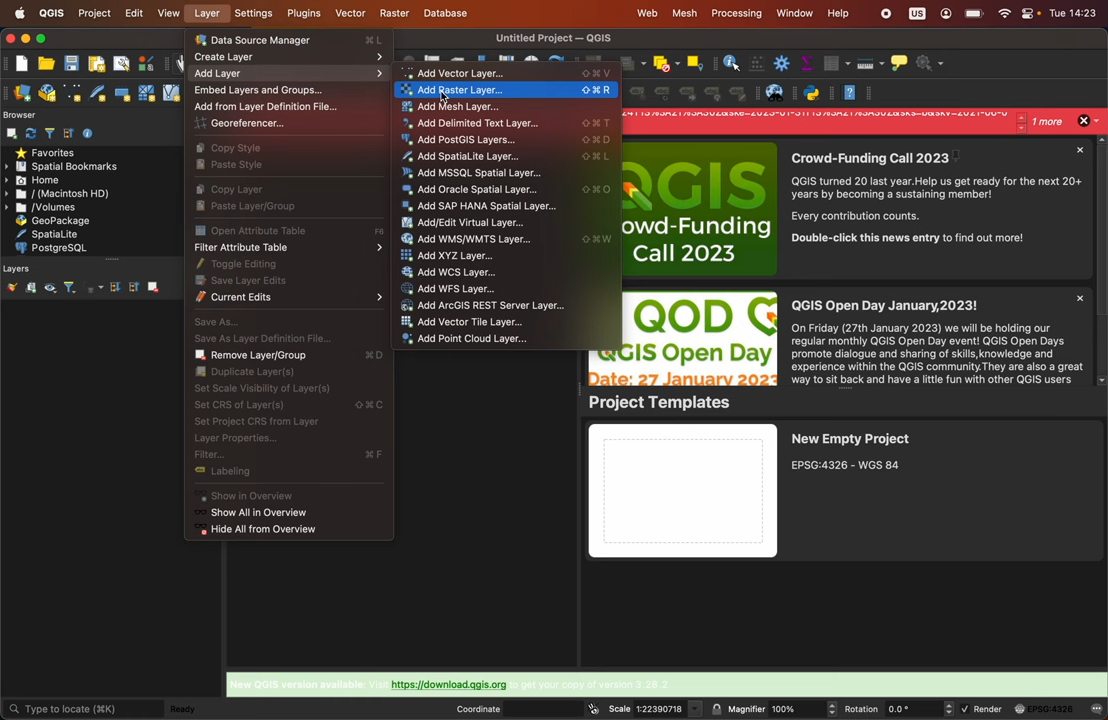 QGIS Project Edit View Layer Settings Plugins Vector Raster Database Web Mesh Processing Window Help US Tue 14:23
Untitled Project — QGIS
Data Source Manager ⌘ L
Create Layer
Add Layer
Embed Layers and Groups...
Add from Layer Definition File...
Georeferencer...
Copy Style
Paste Style
Copy Layer
Paste Layer/Group
Open Attribute Table F6
Filter Attribute Table
Toggle Editing
Save Layer Edits
Current Edits
Save As...
Save As Layer Definition File...
Remove Layer/Group ⌘ D
Duplicate Layer(s)
Set Scale Visibility of Layer(s)
Set CRS of Layer(s) ⇧ ⌘ C
Set Project CRS from Layer
Layer Properties...
Filter... ⌘ F
Labeling
Show in Overview
Show All in Overview
Hide All from Overview
Add Vector Layer... ⇧ ⌘ V
Add Raster Layer... ⇧ ⌘ R
Add Mesh Layer...
Add Delimited Text Layer... ⇧ ⌘ T
Add PostGIS Layers... ⇧ ⌘ D
Add SpatiaLite Layer... ⇧ ⌘ L
Add MSSQL Spatial Layer...
Add Oracle Spatial Layer... ⇧ ⌘ O
Add SAP HANA Spatial Layer...
Add/Edit Virtual Layer...
Add WMS/WMTS Layer... ⇧ ⌘ W
Add XYZ Layer...
Add WCS Layer...
Add WFS Layer...
Add ArcGIS REST Server Layer...
Add Vector Tile Layer...
Add Point Cloud Layer...
Browser
Favorites
Spatial Bookmarks
Home
/ (Macintosh HD)
/Volumes
GeoPackage
SpatiaLite
PostgreSQL
Layers
1 more
QGIS
owd-Funding
Call 2023
Crowd-Funding Call 2023
QGIS turned 20 last year.Help us get ready for the next 20+
years by becoming a sustaining member!
Every contribution counts.
Double-click this news entry to find out more!
QOD
QGIS Open Day
Date: 27 January 2023
QGIS Open Day January,2023!
On Friday (27th January 2023) we will be holding our
regular monthly QGIS Open Day event! QGIS Open Days
promote dialogue and sharing of skills,knowledge and
experience within the QGIS community.They are also a great
way to sit back and have a little fun with other QGIS users
Project Templates
New Empty Project
EPSG:4326 - WGS 84
New QGIS version available: Visit https://download.qgis.org to get your copy of version 3.28.2
Type to locate (⌘K) Ready Coordinate Scale 1:22390718 Magnifier 100% Rotation 0.0 ° Render EPSG:4326